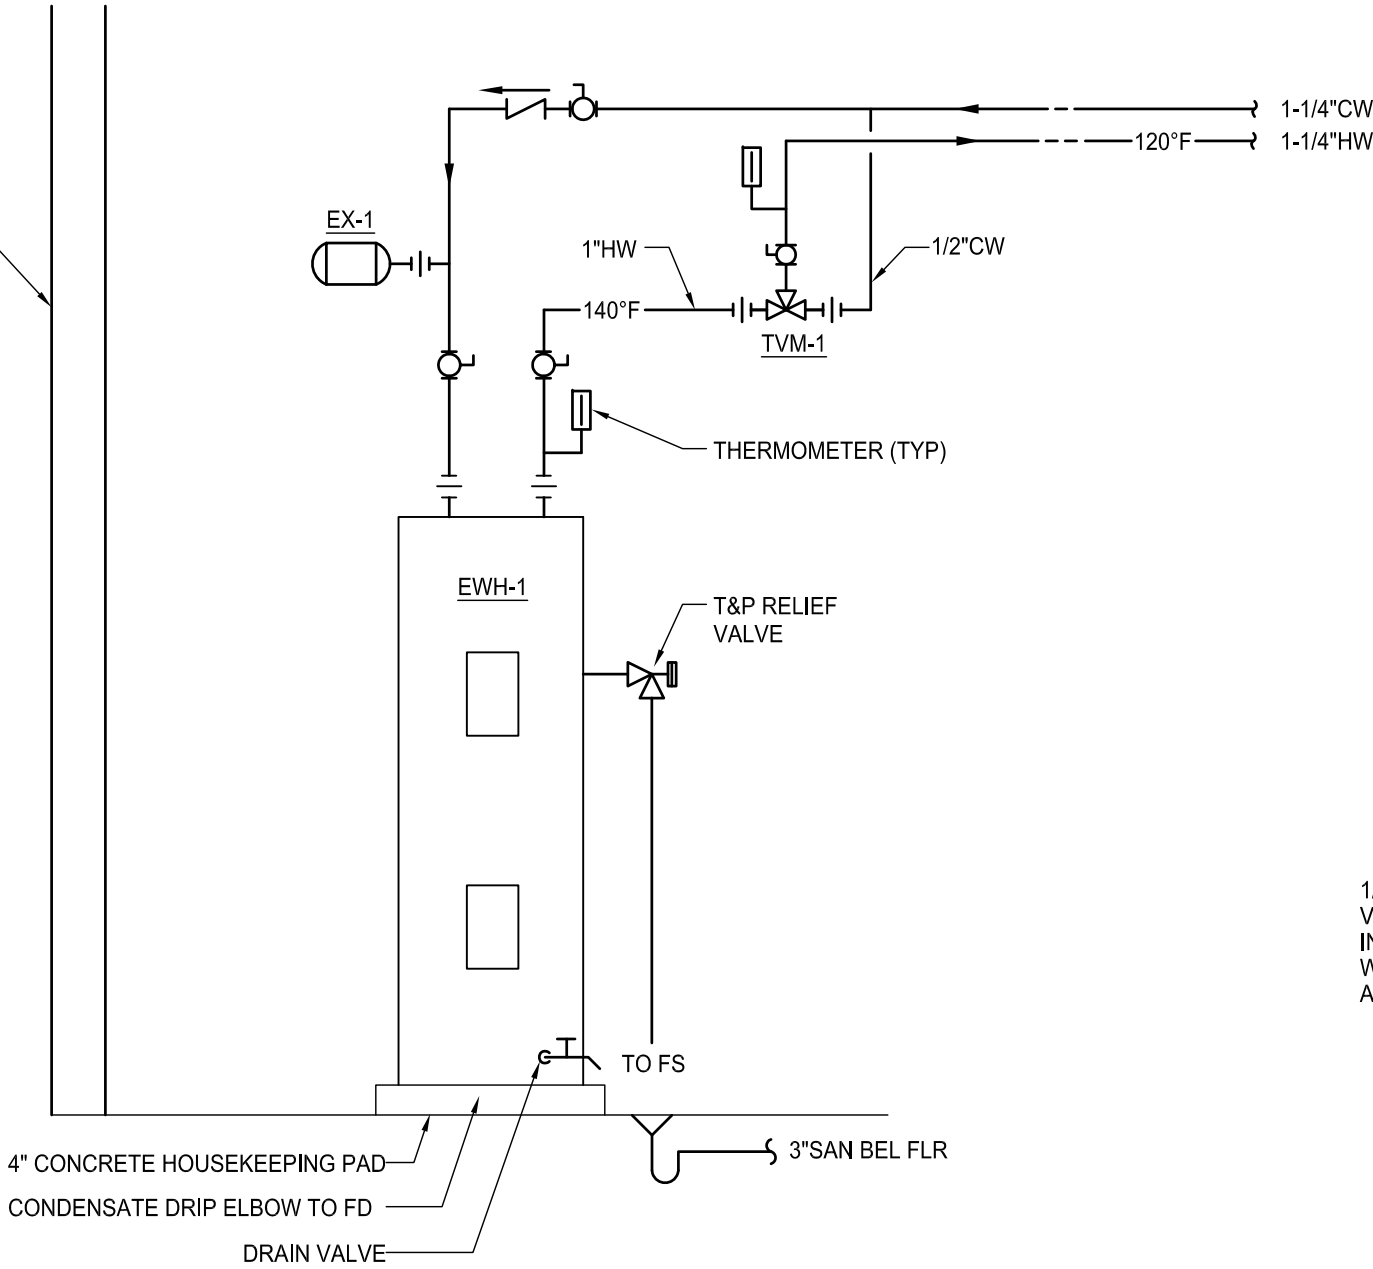 1-1/4"CW
120°F
1-1/4"HW
EX-1
1"HW
1/2"CW
140°F
TVM-1
THERMOMETER (TYP)
EWH-1
T&P RELIEF
VALVE
TO FS
3"SAN BEL FLR
4" CONCRETE HOUSEKEEPING PAD
CONDENSATE DRIP ELBOW TO FD
DRAIN VALVE